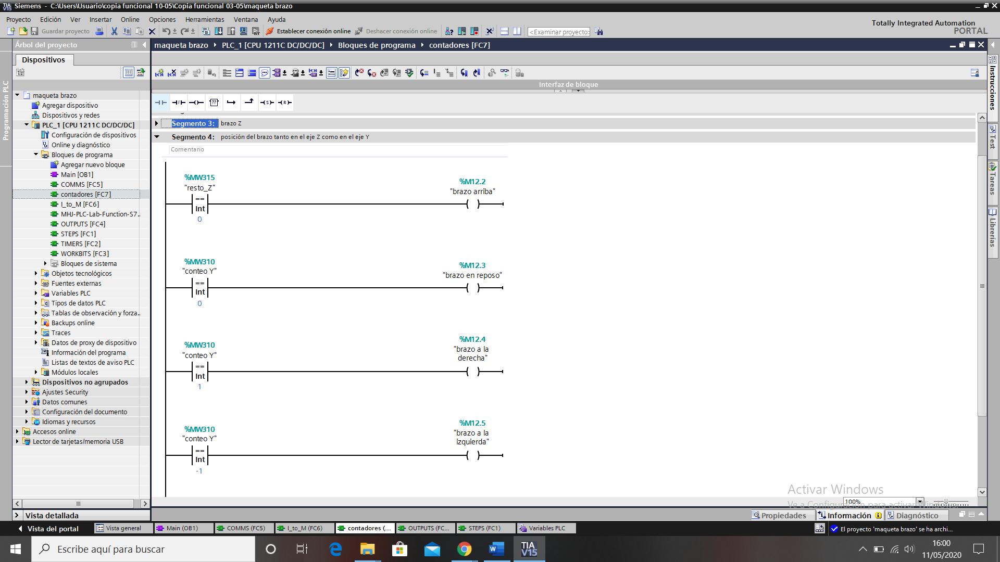 Siemens - C:\Users\Usuario\copia funcional 10-05\Copia funcional 03-05\maqueta brazo
Proyecto Edición Ver Insertar Online Opciones Herramientas Ventana Ayuda
Totally Integrated Automation
PORTAL
Guardar proyecto Establecer conexión online Deshacer conexión online <Examinar proyecto>
Árbol del proyecto
maqueta brazo PLC_1 [CPU 1211C DC/DC/DC] Bloques de programa contadores [FC7]
Dispositivos
Programación PLC
maqueta brazo
Agregar dispositivo
Dispositivos y redes
PLC_1 [CPU 1211C DC/DC/DC]
Configuración de dispositivos
Online y diagnóstico
Bloques de programa
Agregar nuevo bloque
Main [OB1]
COMMS [FC5]
contadores [FC7]
I_to_M [FC6]
MHJ-PLC-Lab-Function-S7..
OUTPUTS [FC4]
STEPS [FC1]
TIMERS [FC2]
WORKBITS [FC3]
Bloques de sistema
Objetos tecnológicos
Fuentes externas
Variables PLC
Tipos de datos PLC
Tablas de observación y forza..
Backups online
Traces
Datos de proxy de dispositivo
Información del programa
Listas de textos de aviso PLC
Módulos locales
Dispositivos no agrupados
Ajustes Security
Datos comunes
Configuración del documento
Idiomas y recursos
Accesos online
Lector de tarjetas/memoria USB
Vista detallada
Interfaz de bloque
Segmento 3: brazo Z
Segmento 4: posición del brazo tanto en el eje Z como en el eje Y
Comentario
%MW315
"resto_Z"
==
Int
0
%M12.2
"brazo arriba"
%MW310
"conteo Y"
==
Int
0
%M12.3
"brazo en reposo"
%MW310
"conteo Y"
==
Int
1
%M12.4
"brazo a la
derecha"
%MW310
"conteo Y"
==
Int
-1
%M12.5
"brazo a la
izquierda"
Instrucciones
Test
Tareas
Librerías
Activar Windows
Ve a Configuración para activar Windows.
100%
Propiedades Información Diagnóstico
Vista del portal Vista general Main (OB1) COMMS (FC5) I_to_M (FC6) contadores (... OUTPUTS (FC... STEPS (FC1) Variables PLC El proyecto 'maqueta brazo' se ha archi...
Escribe aquí para buscar
TIA
V15
16:00
11/05/2020